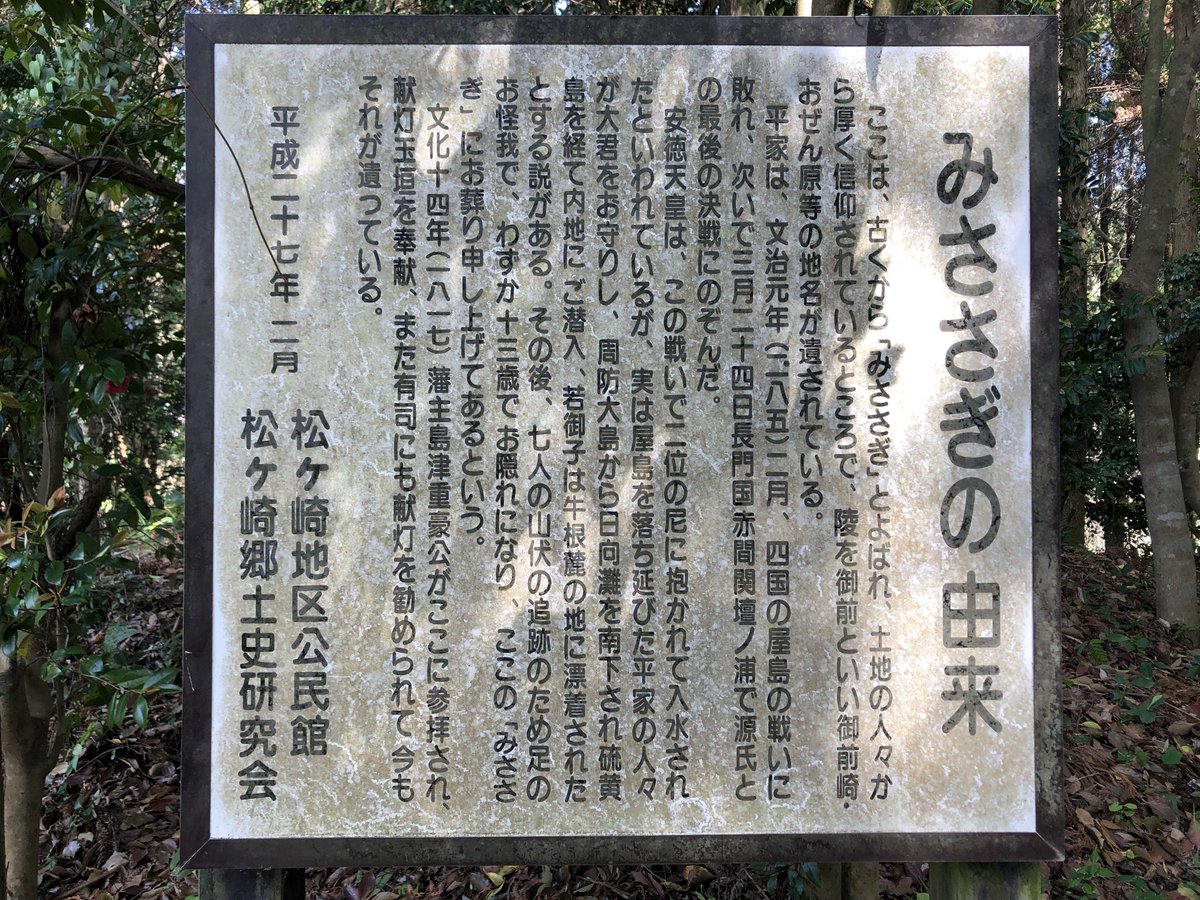 みささぎの由来
ここは、古くから「みささぎ」とよばれ、土地の人々か
ら厚く信仰されているところで、陵を御前といい御前崎・
おぜん原等の地名が遺されている。
平家は、文治元年（一一八五）二月、四国の屋島の戦いに
敗れ、次いで三月二十四日長門国赤間関壇ノ浦で源氏と
の最後の決戦にのぞんだ。
安徳天皇は、この戦いで二位の尼に抱かれて入水され
たといわれているが、実は屋島を落ち延びた平家の人々
が大君をお守りし、周防大島から日向灘を南下され硫黄
島を経て内地にご潜入、若御子は牛根麓の地に漂着された
とする説がある。その後、七人の山伏の追跡のため足の
お怪我で、わずか十三歳でお隠れになり、ここの「みささ
ぎ」にお葬り申し上げてあるという。
文化十四年（一八一七）藩主島津重豪公がここに参拝され、
献灯玉垣を奉献、また有司にも献灯を勧められて今も
それが遺っている。
平成二十七年 二月
松ヶ崎地区公民館
松ヶ崎郷土史研究会